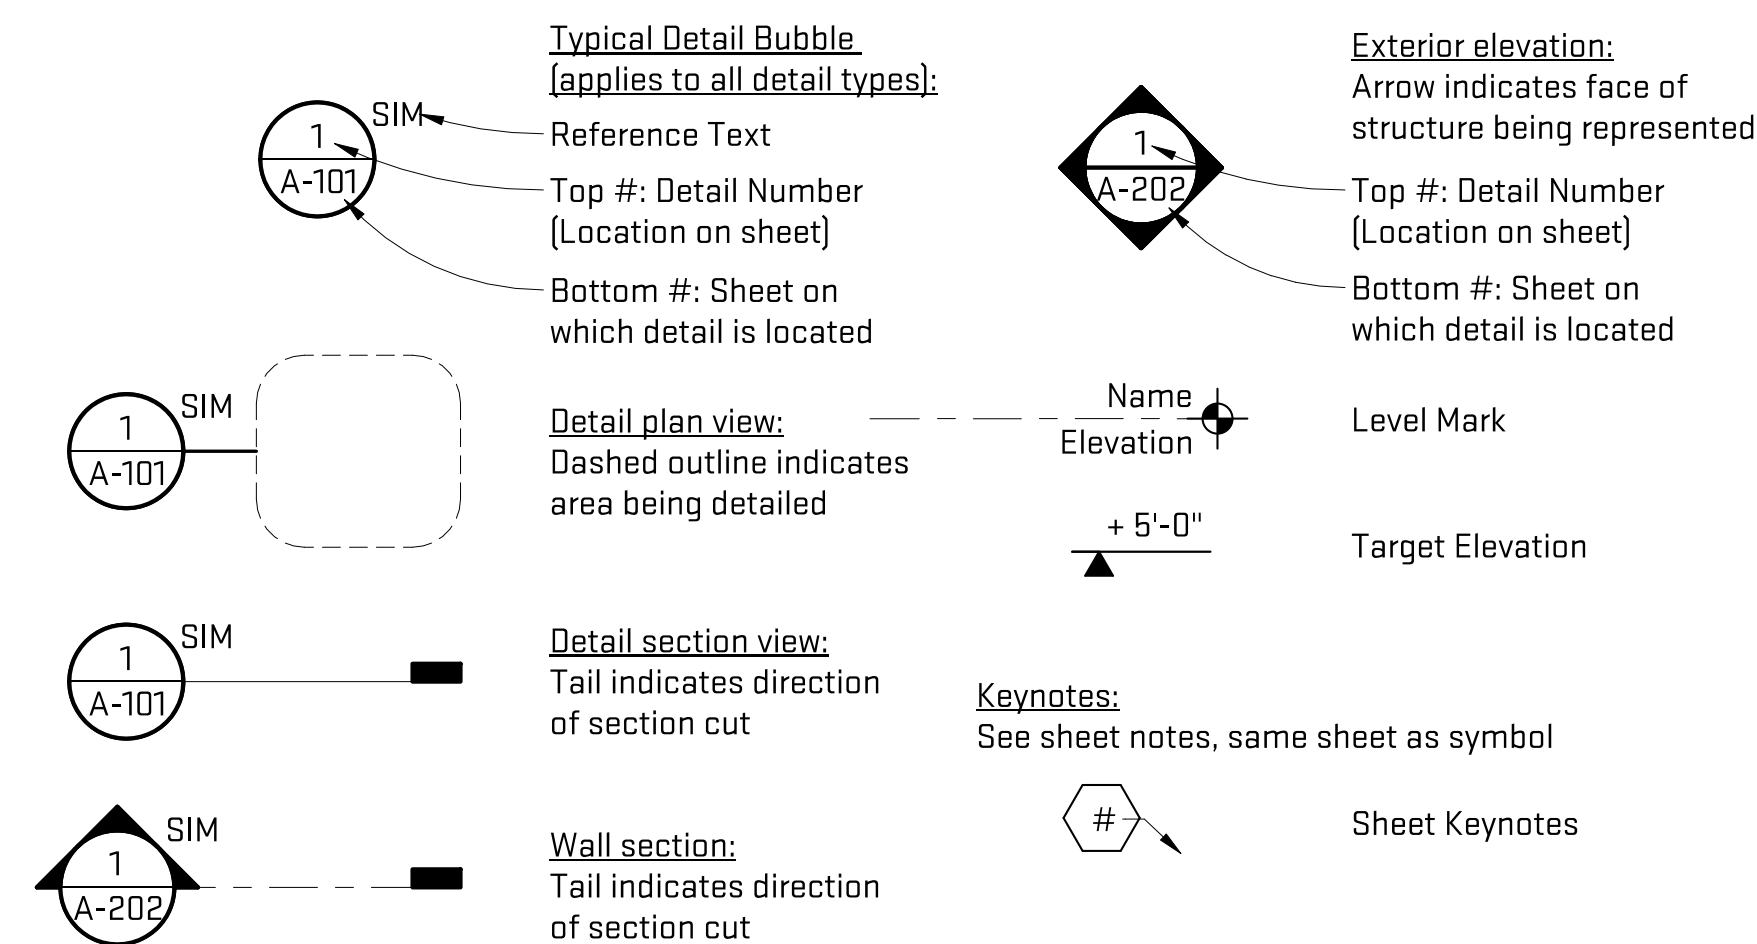 Typical Detail Bubble
(applies to all detail types):
SIM
1
A-101
Reference Text
Top #: Detail Number
(Location on sheet)
Bottom #: Sheet on
which detail is located
SIM
1
A-101
Detail plan view:
Dashed outline indicates
area being detailed
SIM
1
A-101
Detail section view:
Tail indicates direction
of section cut
SIM
1
A-202
Wall section:
Tail indicates direction
of section cut
Exterior elevation:
Arrow indicates face of
structure being represented
1
A-202
Top #: Detail Number
(Location on sheet)
Bottom #: Sheet on
which detail is located
Name
Elevation
Level Mark
+ 5'-0"
Target Elevation
Keynotes:
See sheet notes, same sheet as symbol
#
Sheet Keynotes